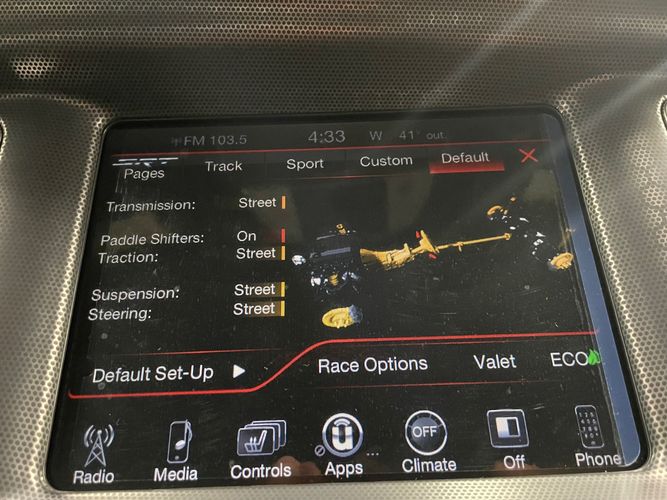 FM 103.5 4:33 W 41° out.
SRT Pages Track Sport Custom Default
Transmission: Street
Paddle Shifters: On
Traction: Street
Suspension: Street
Steering: Street
Default Set-Up Race Options Valet ECO
OFF
Radio Media Controls Apps Climate Off Phone